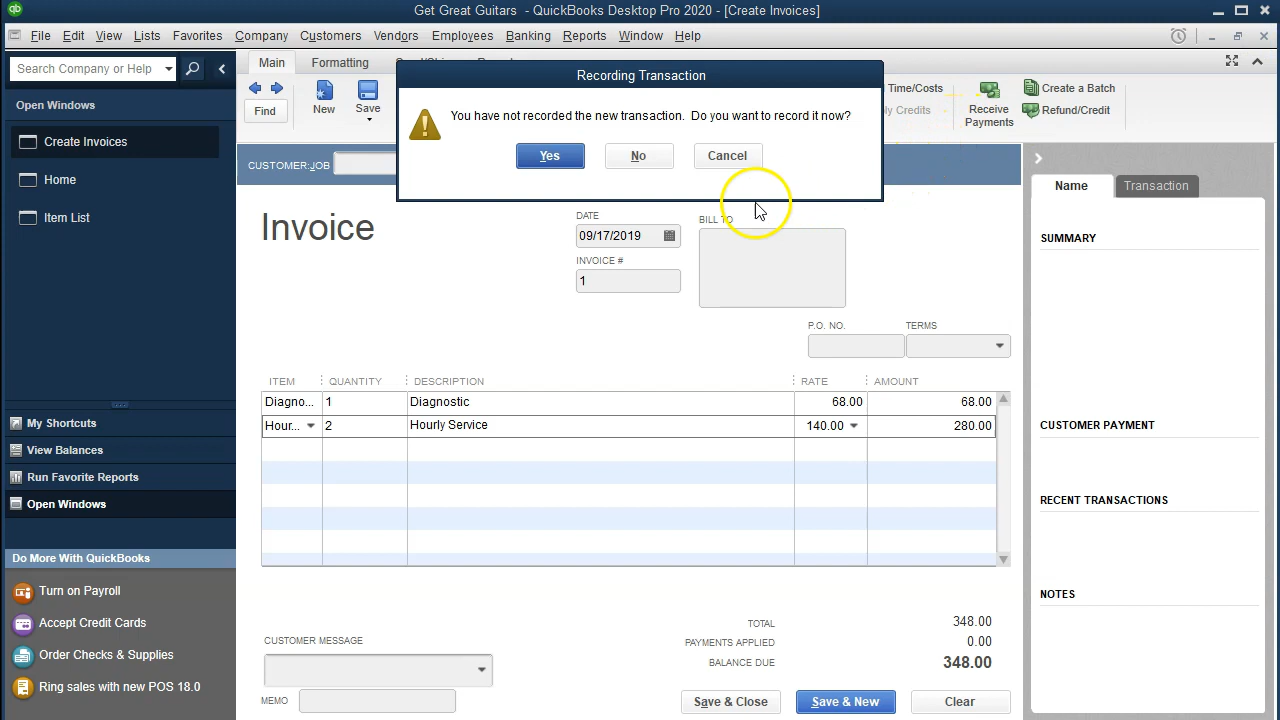 qb Get Great Guitars - QuickBooks Desktop Pro 2020 - [Create Invoices]
File Edit View Lists Favorites Company Customers Vendors Employees Banking Reports Window Help
Search Company or Help
Main Formatting
Open Windows
Find New Save
Time/Costs
Credits
Receive Payments
Create a Batch
Refund/Credit
Recording Transaction
You have not recorded the new transaction. Do you want to record it now?
Yes No Cancel
Create Invoices
Home
Item List
CUSTOMER:JOB
Name Transaction
Invoice
DATE
09/17/2019
INVOICE #
1
BILL TO
P.O. NO. TERMS
ITEM QUANTITY DESCRIPTION RATE AMOUNT
Diagno... 1 Diagnostic 68.00 68.00
Hour... 2 Hourly Service 140.00 280.00
SUMMARY
CUSTOMER PAYMENT
RECENT TRANSACTIONS
NOTES
My Shortcuts
View Balances
Run Favorite Reports
Open Windows
Do More With QuickBooks
Turn on Payroll
Accept Credit Cards
Order Checks & Supplies
Ring sales with new POS 18.0
TOTAL 348.00
PAYMENTS APPLIED 0.00
BALANCE DUE 348.00
CUSTOMER MESSAGE
MEMO
Save & Close Save & New Clear